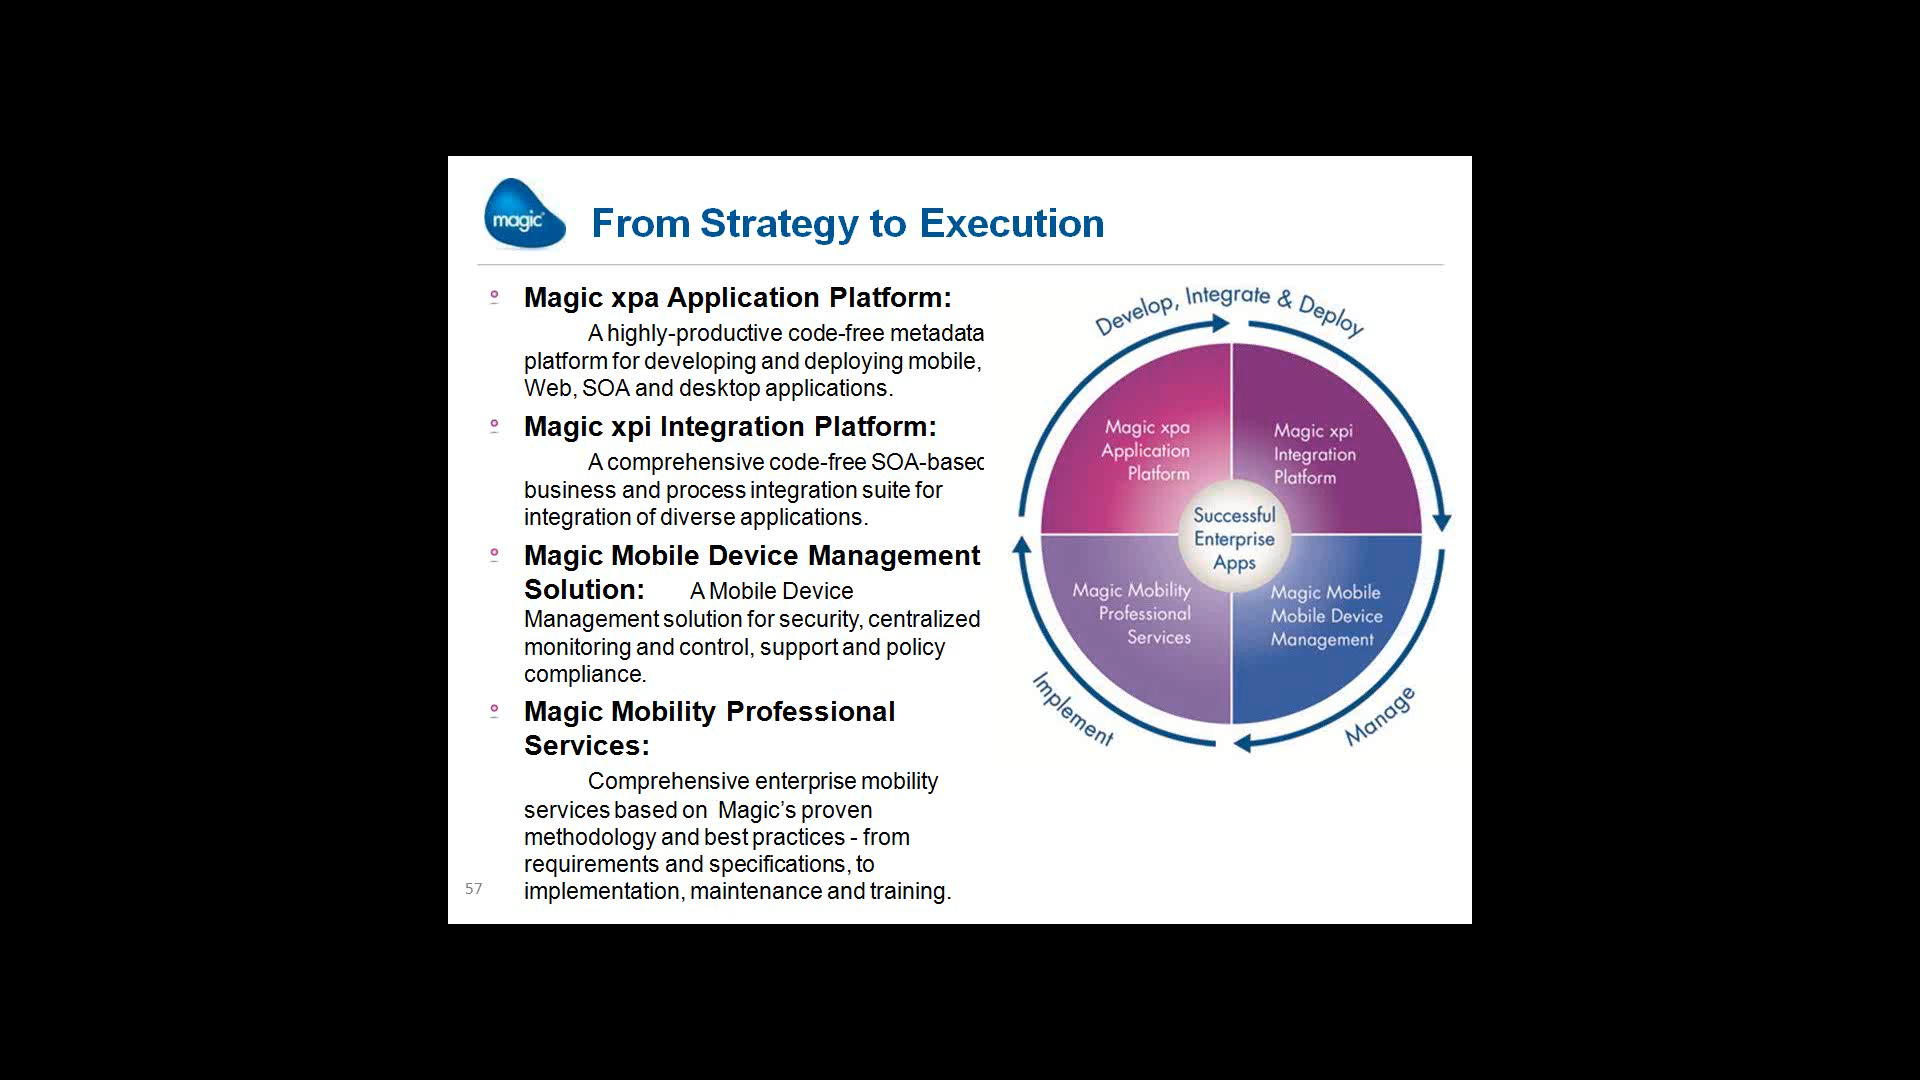 magic
From Strategy to Execution
Magic xpa Application Platform:
A highly-productive code-free metadata
platform for developing and deploying mobile,
Web, SOA and desktop applications.
Magic xpi Integration Platform:
A comprehensive code-free SOA-based
business and process integration suite for
integration of diverse applications.
Magic Mobile Device Management
Solution: A Mobile Device
Management solution for security, centralized
monitoring and control, support and policy
compliance.
Magic Mobility Professional
Services:
Comprehensive enterprise mobility
services based on Magic’s proven
methodology and best practices - from
requirements and specifications, to
implementation, maintenance and training.
57
Develop, Integrate & Deploy
Magic xpa
Application
Platform
Magic xpi
Integration
Platform
Successful
Enterprise
Apps
Magic Mobility
Professional
Services
Magic Mobile
Mobile Device
Management
Implement
Manage